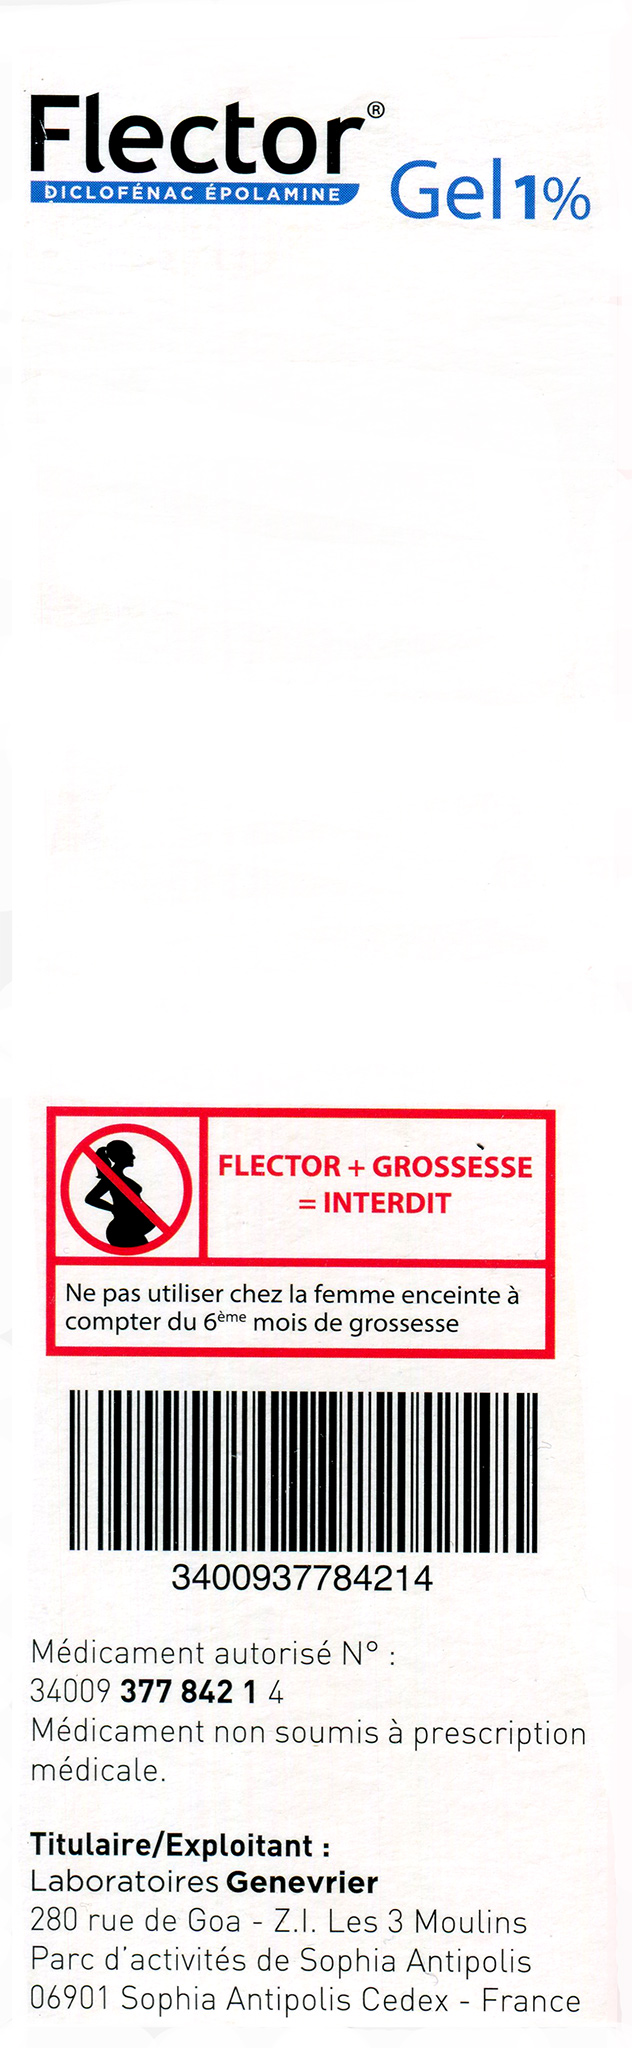 Flector®
DICLOFÉNAC ÉPOLAMINE
Gel 1%
FLECTOR + GROSSESSE
= INTERDIT
Ne pas utiliser chez la femme enceinte à
compter du 6ème mois de grossesse
3400937784214
Médicament autorisé N° :
34009 377 842 1 4
Médicament non soumis à prescription
médicale.
Titulaire/Exploitant :
Laboratoires Genevrier
280 rue de Goa - Z.I. Les 3 Moulins
Parc d'activités de Sophia Antipolis
06901 Sophia Antipolis Cedex - France